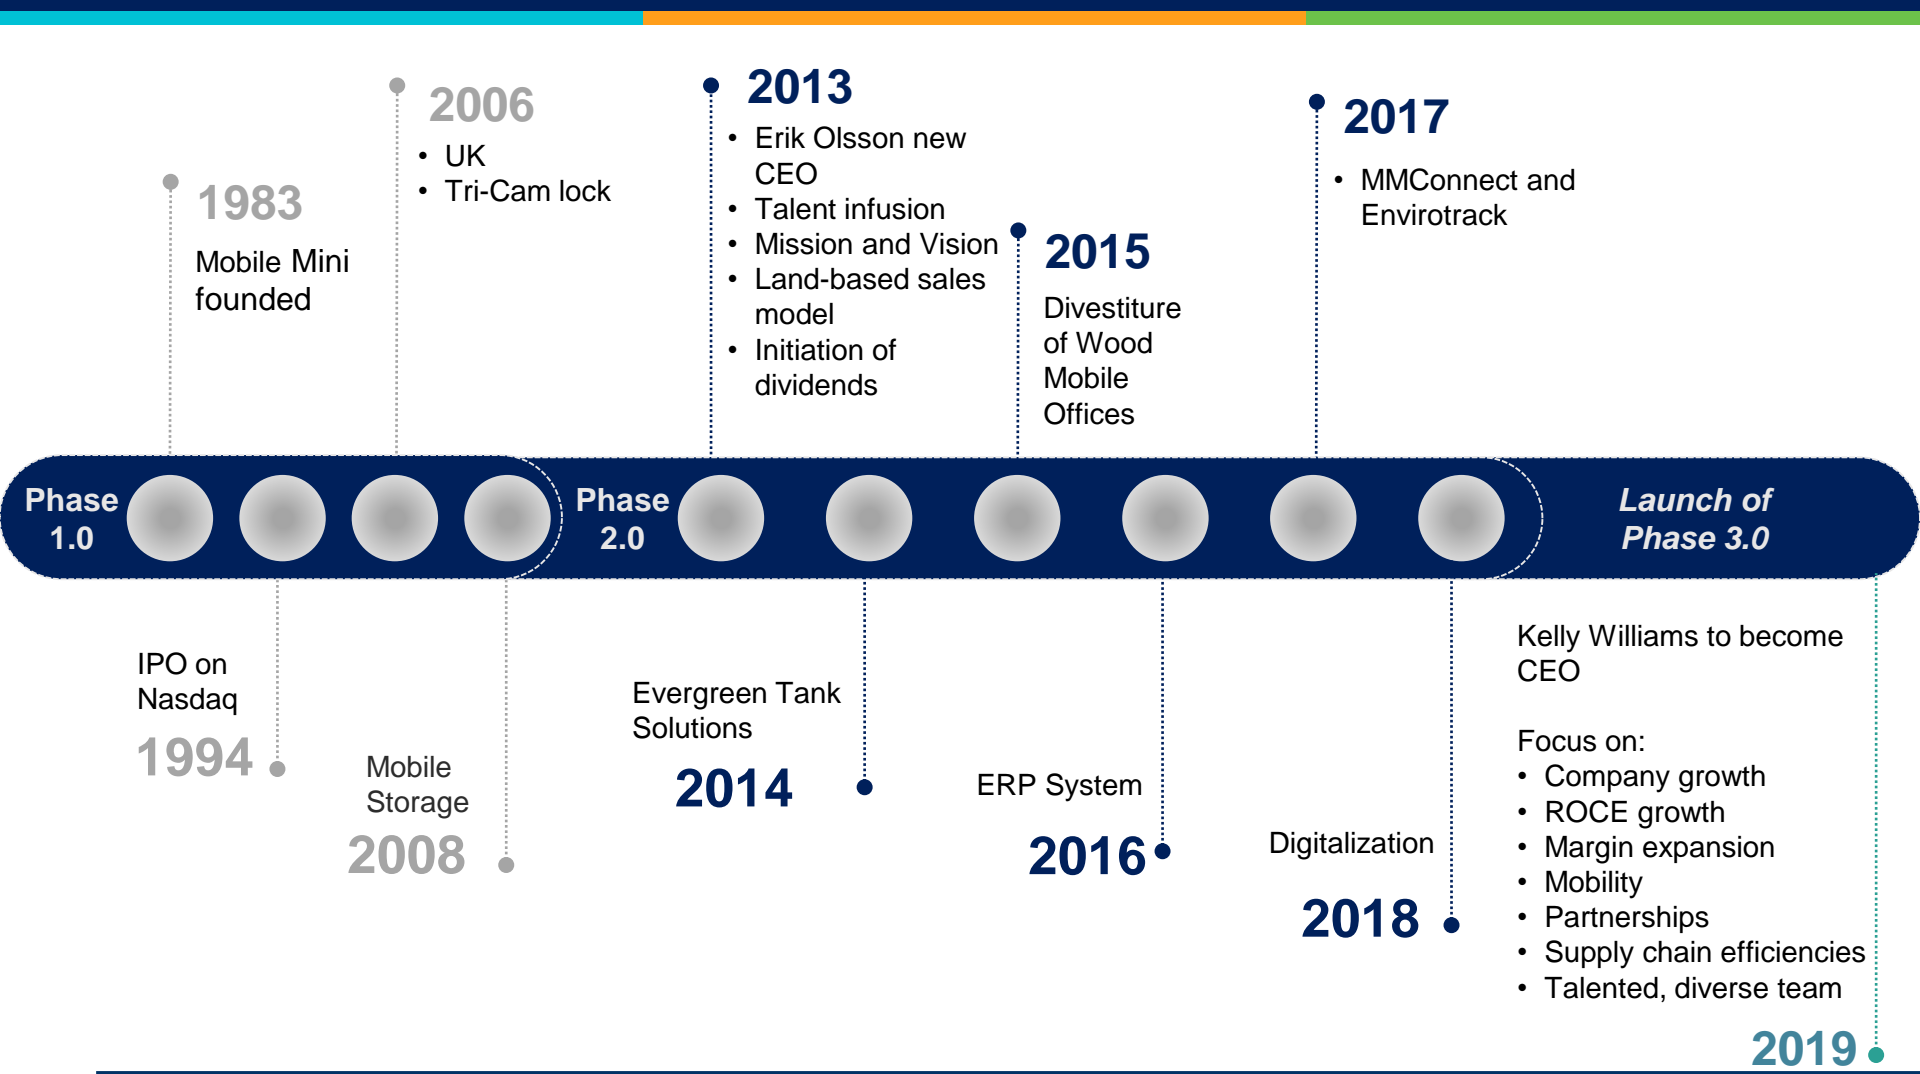 1983
Mobile Mini
founded
2006
• UK
• Tri-Cam lock
2013
• Erik Olsson new
CEO
• Talent infusion
• Mission and Vision
• Land-based sales
model
• Initiation of
dividends
2015
Divestiture
of Wood
Mobile
Offices
2017
• MMConnect and
Envirotrack
Phase
1.0
Phase
2.0
Launch of
Phase 3.0
IPO on
Nasdaq
1994
Mobile
Storage
2008
Evergreen Tank
Solutions
2014
ERP System
2016
Digitalization
2018
Kelly Williams to become
CEO
Focus on:
• Company growth
• ROCE growth
• Margin expansion
• Mobility
• Partnerships
• Supply chain efficiencies
• Talented, diverse team
2019